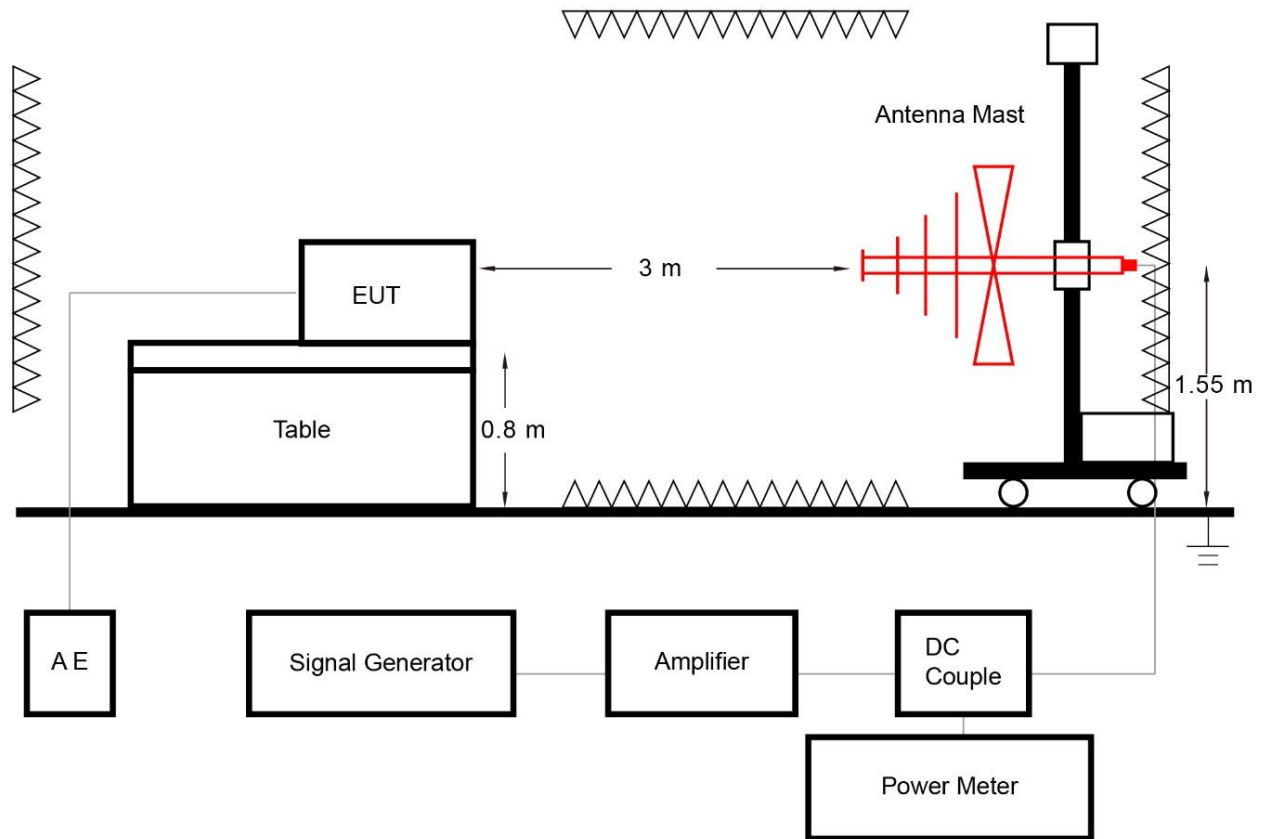 Antenna Mast
EUT
3 m
1.55 m
Table
0.8 m
A E
Signal Generator
Amplifier
DC
Couple
Power Meter